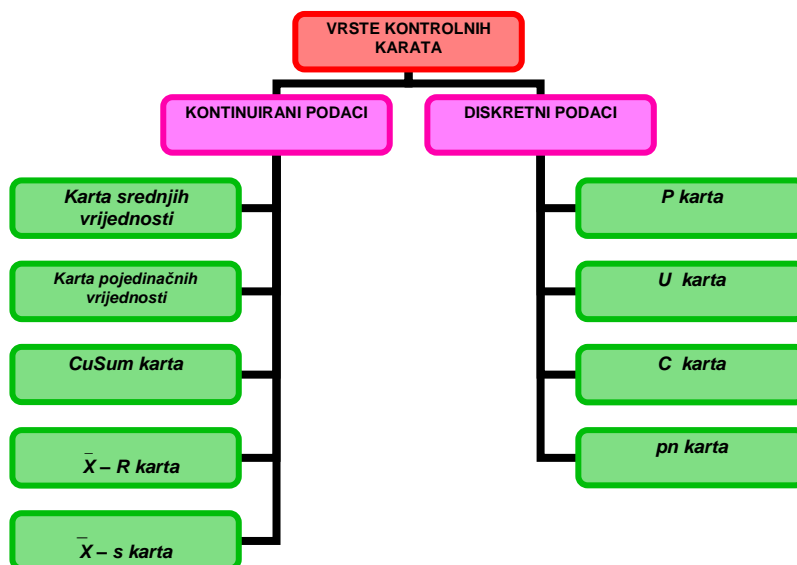 VRSTE KONTROLNIH
KARATA
KONTINUIRANI PODACI
DISKRETNI PODACI
Karta srednjih
vrijednosti
Karta pojedinačnih
vrijednosti
CuSum karta
X̄ – R karta
X̄ – s karta
P karta
U karta
C karta
pn karta